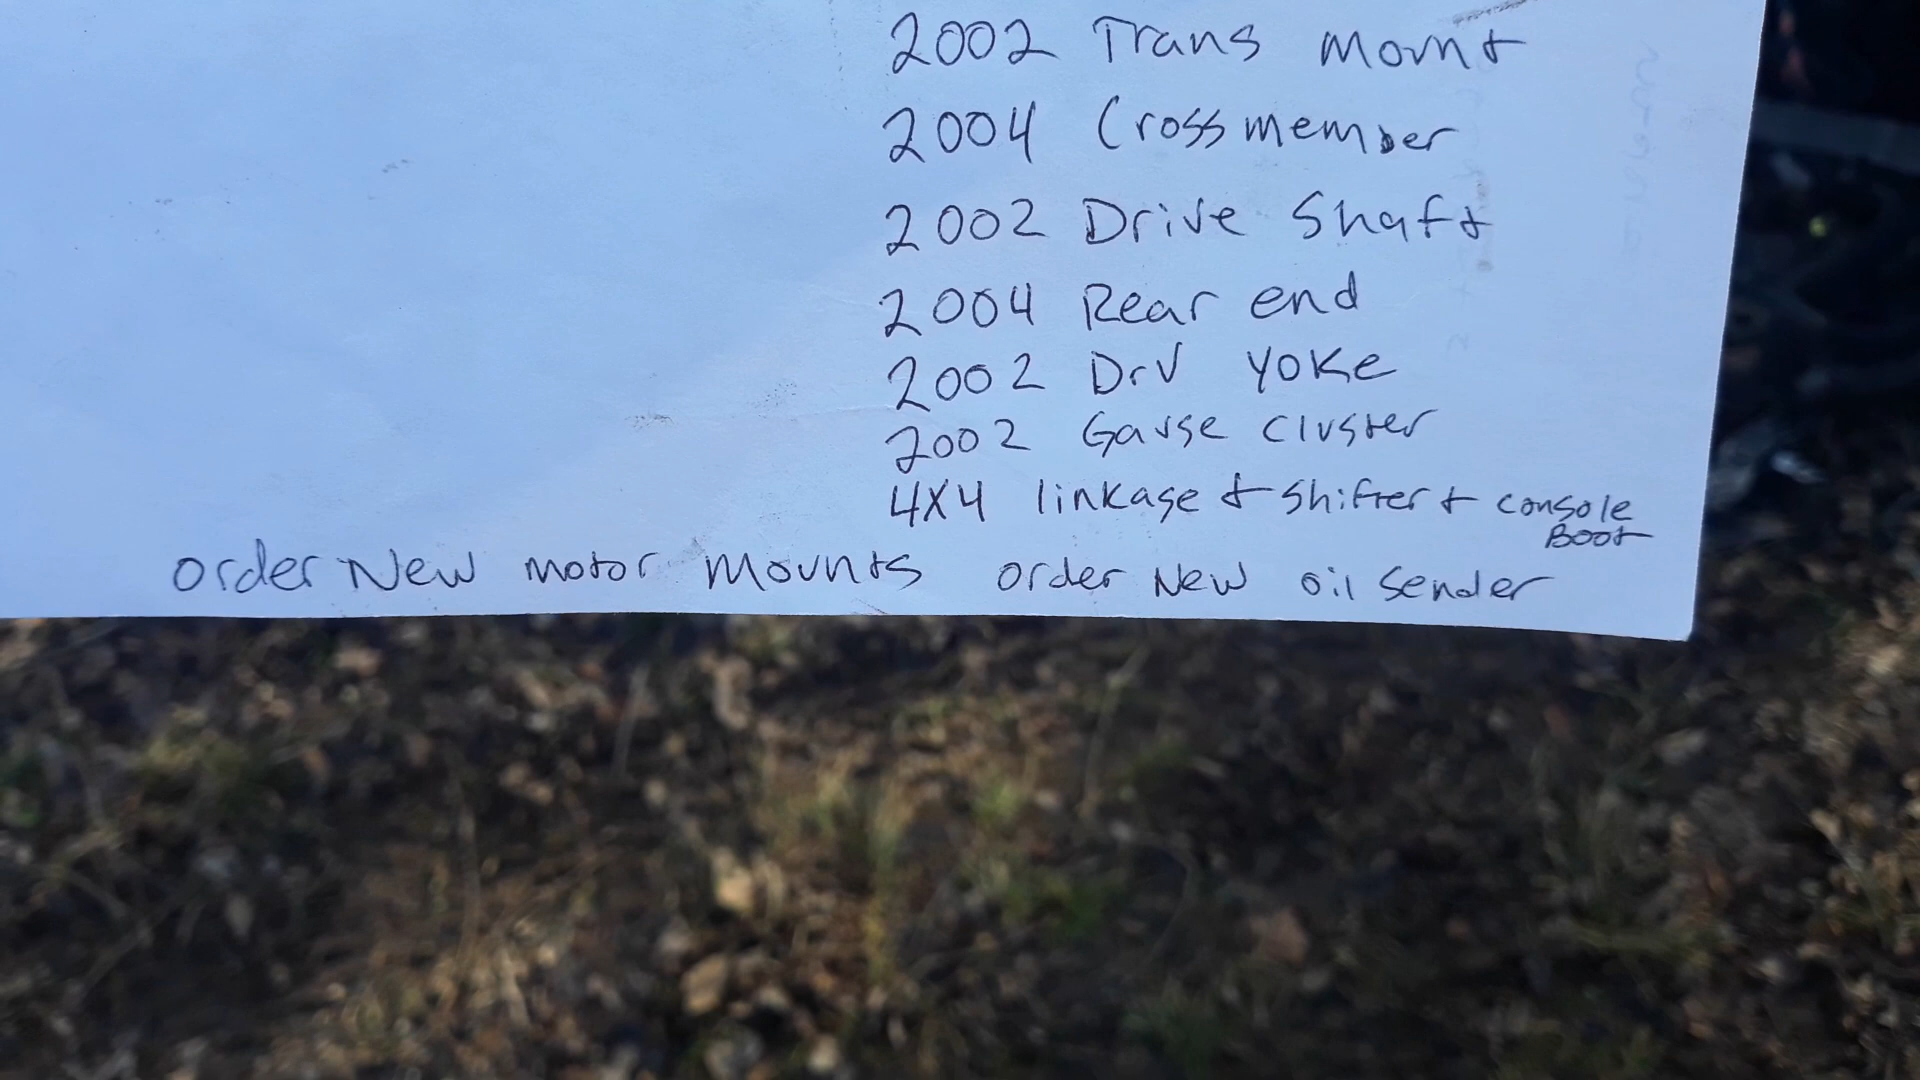 2002 Trans Mount
2004 Crossmember
2002 Drive Shaft
2004 Rear end
2002 Drv Yoke
2002 Gauge Cluster
4X4 linkage + Shifter + console
Boot
order New motor mounts order New oil Sender